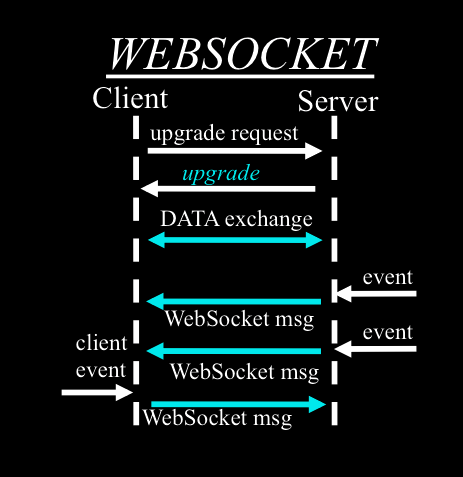 WEBSOCKET
Client
Server
upgrade request
upgrade
DATA exchange
event
WebSocket msg
event
client
event
WebSocket msg
WebSocket msg